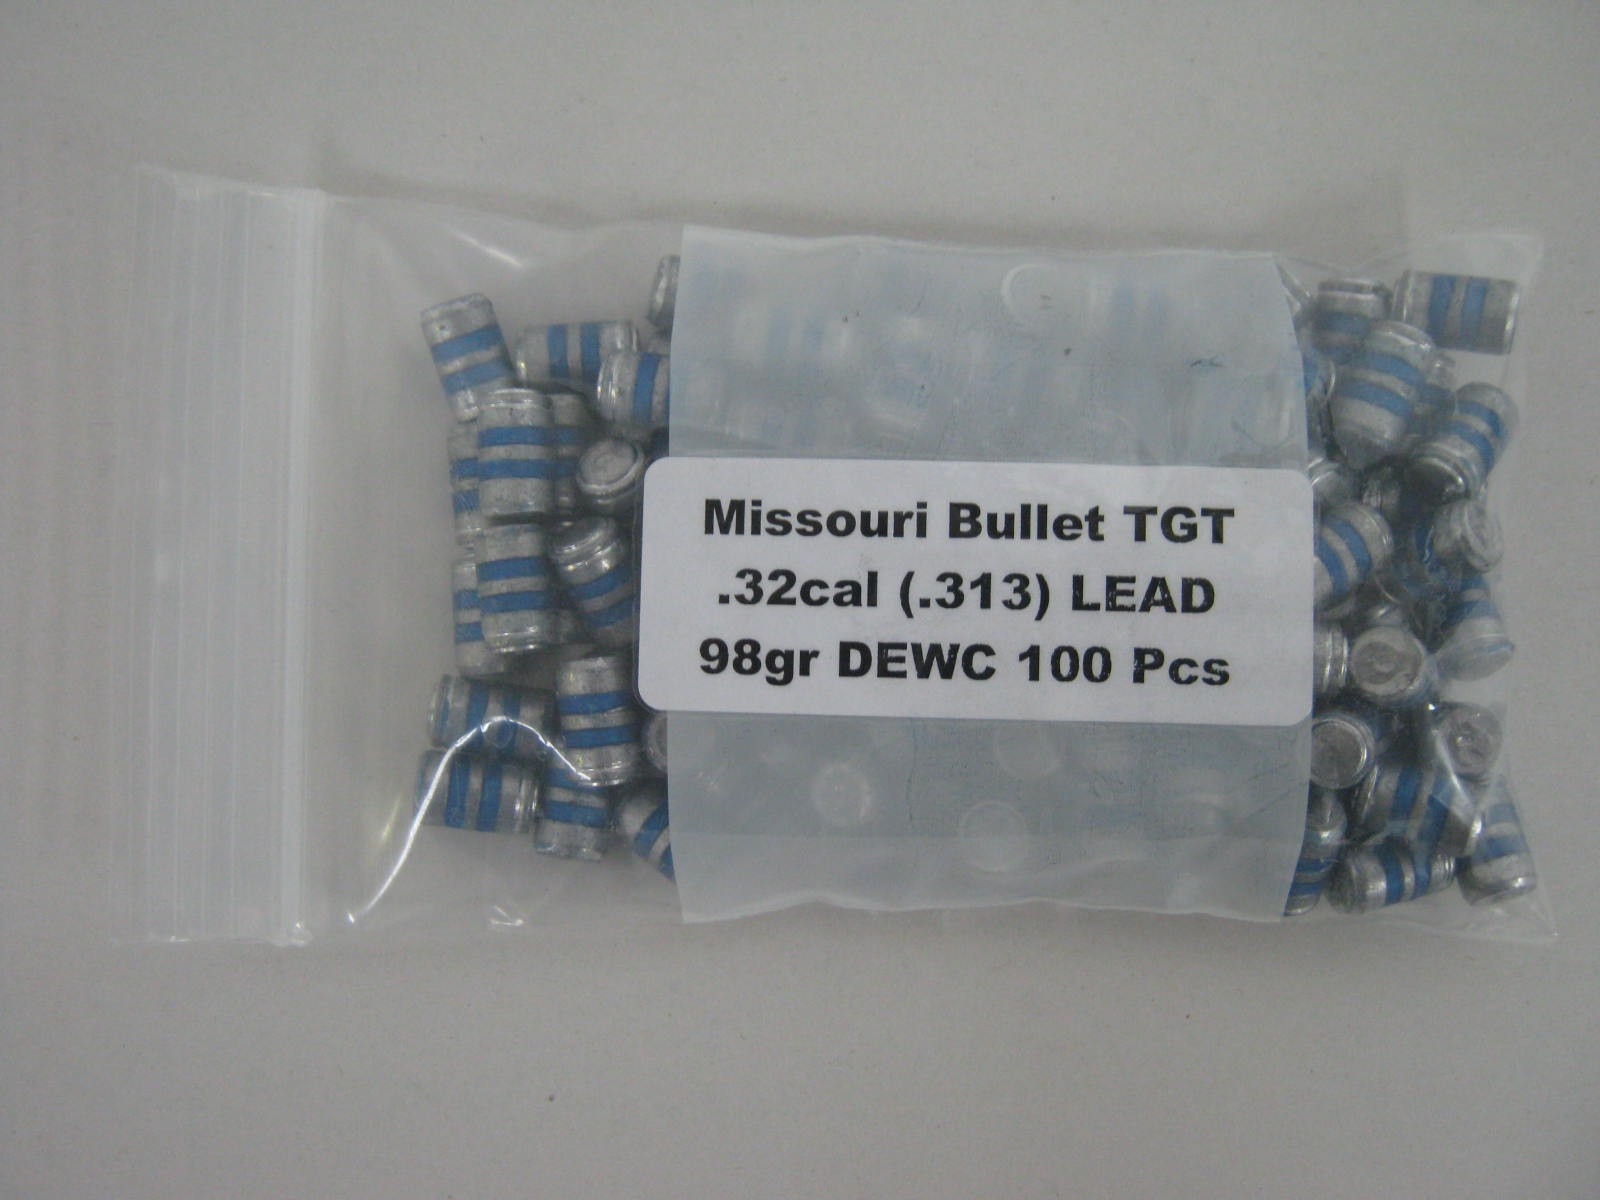 Missouri Bullet TGT
.32cal (.313) LEAD
98gr DEWC 100 Pcs